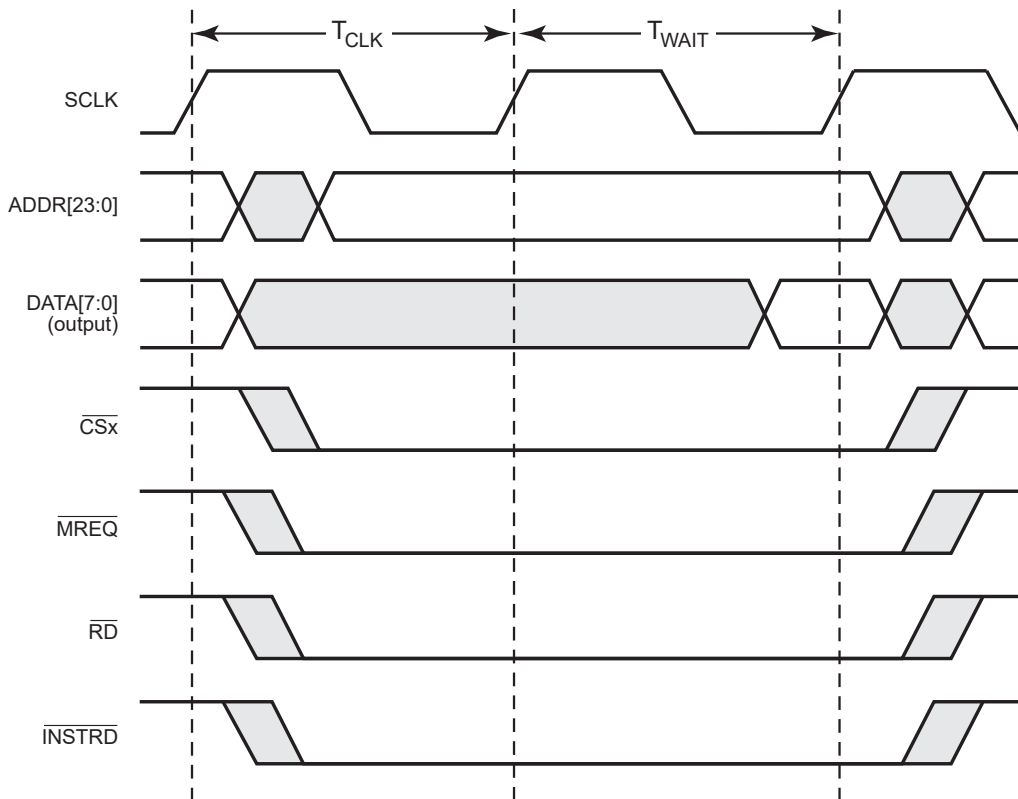 T_CLK T_WAIT
SCLK
ADDR[23:0]
DATA[7:0]
(output)
CSx
MREQ
RD
INSTRD